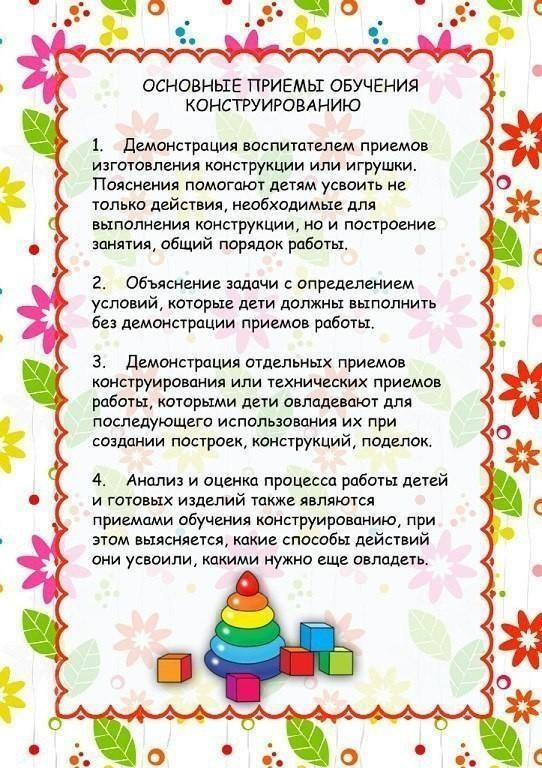 ОСНОВНЫЕ ПРИЕМЫ ОБУЧЕНИЯ
КОНСТРУИРОВАНИЮ
1. Демонстрация воспитателем приемов
изготовления конструкции или игрушки.
Пояснения помогают детям усвоить не
только действия, необходимые для
выполнения конструкции, но и построение
занятия, общий порядок работы.
2. Объяснение задачи с определением
условий, которые дети должны выполнить
без демонстрации приемов работы.
3. Демонстрация отдельных приемов
конструирования или технических приемов
работы, которыми дети овладевают для
последующего использования их при
создании построек, конструкций, поделок.
4. Анализ и оценка процесса работы детей
и готовых изделий также являются
приемами обучения конструированию, при
этом выясняется, какие способы действий
они усвоили, какими нужно еще овладеть.